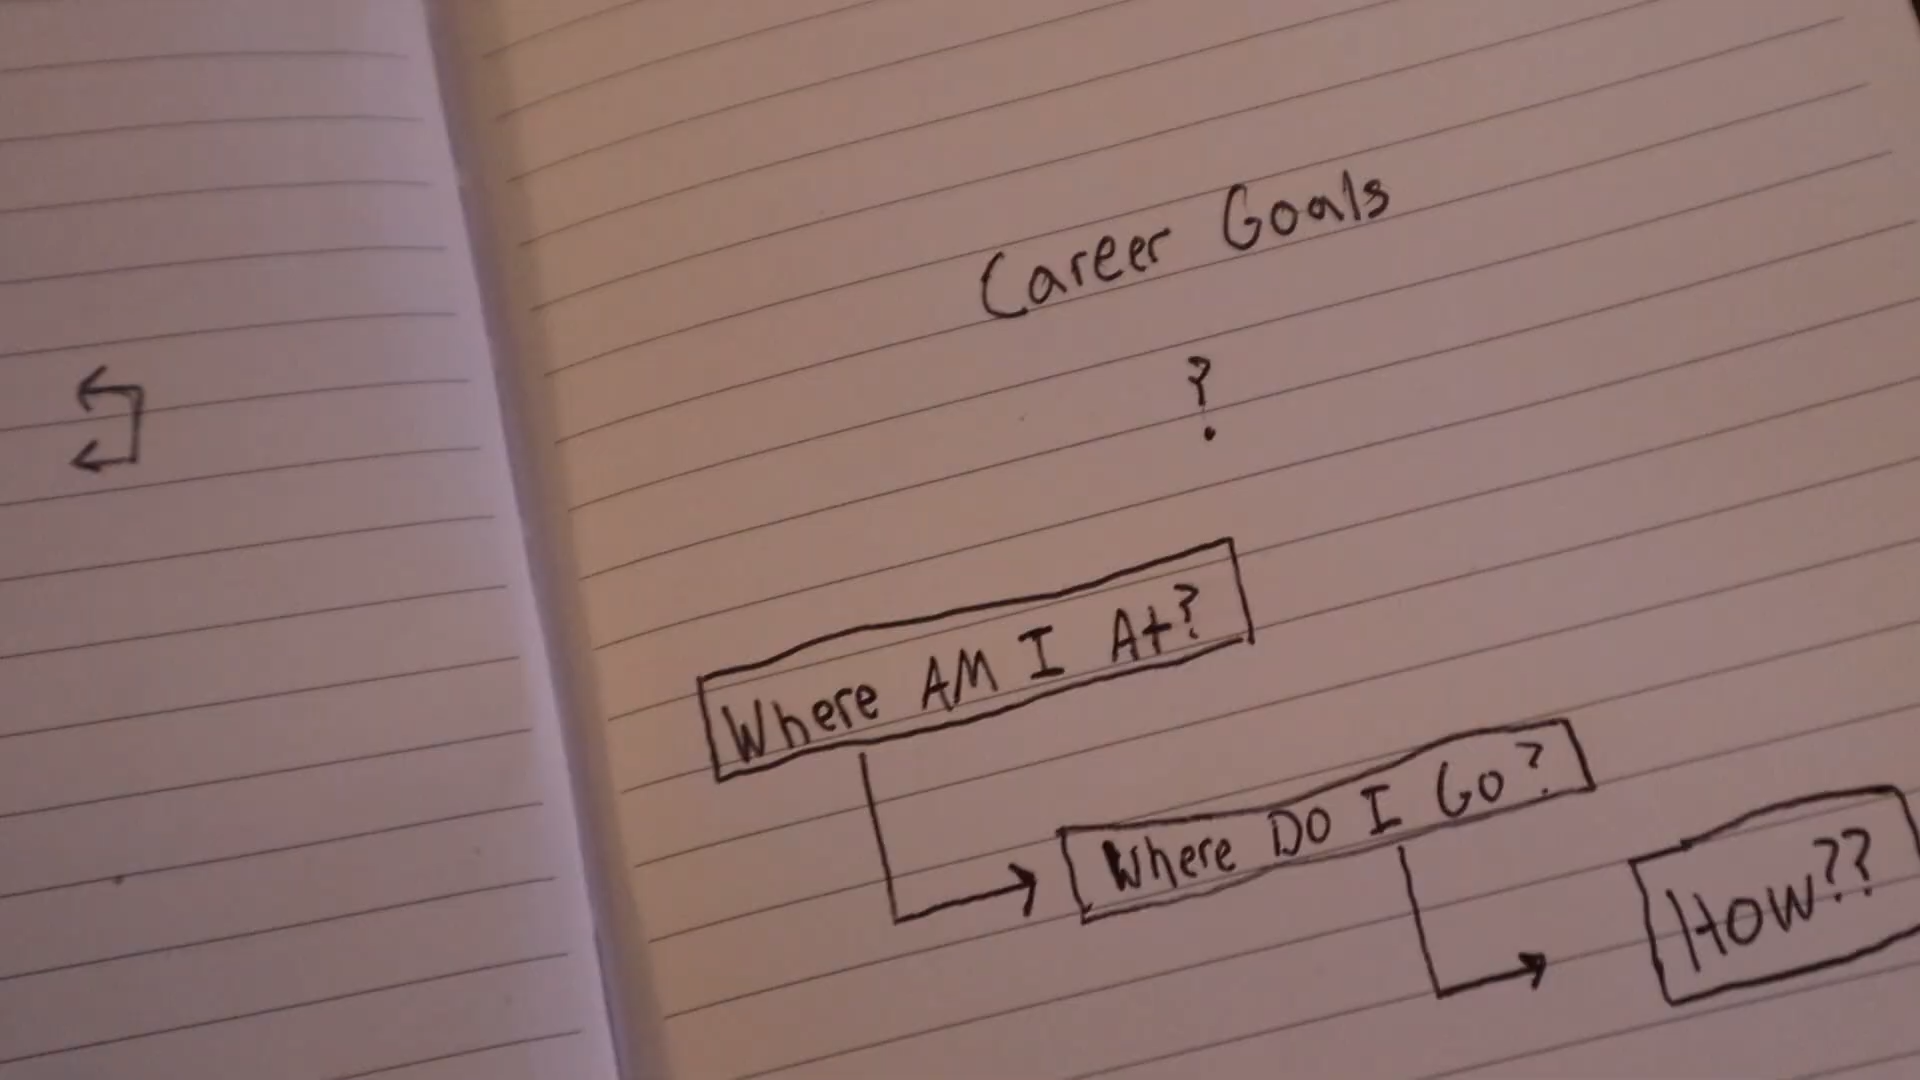 Career Goals
?
Where AM I At?
Where DO I Go?
How??